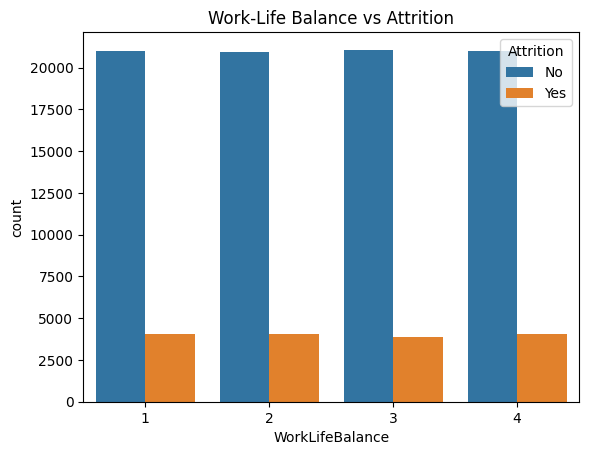 Work-Life Balance vs Attrition
Attrition
No
Yes
20000
17500
15000
12500
10000
7500
5000
2500
0
count
1 2 3 4
WorkLifeBalance